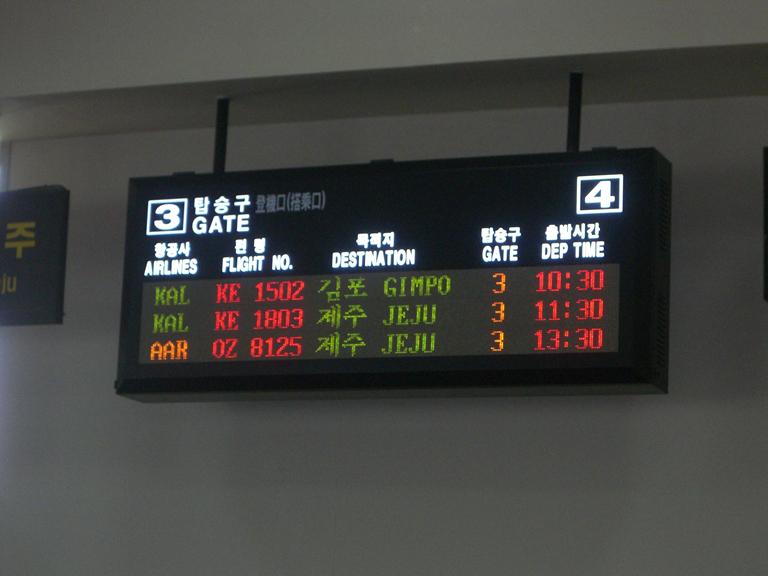 3 탑승구 登機口(搭乘口) 4
GATE
항공사 편명 목적지 탑승구 출발시간
AIRLINES FLIGHT NO. DESTINATION GATE DEP TIME
KAL KE 1502 김포 GIMPO 3 10:30
KAL KE 1803 제주 JEJU 3 11:30
AAR OZ 8125 제주 JEJU 3 13:30
주
ju